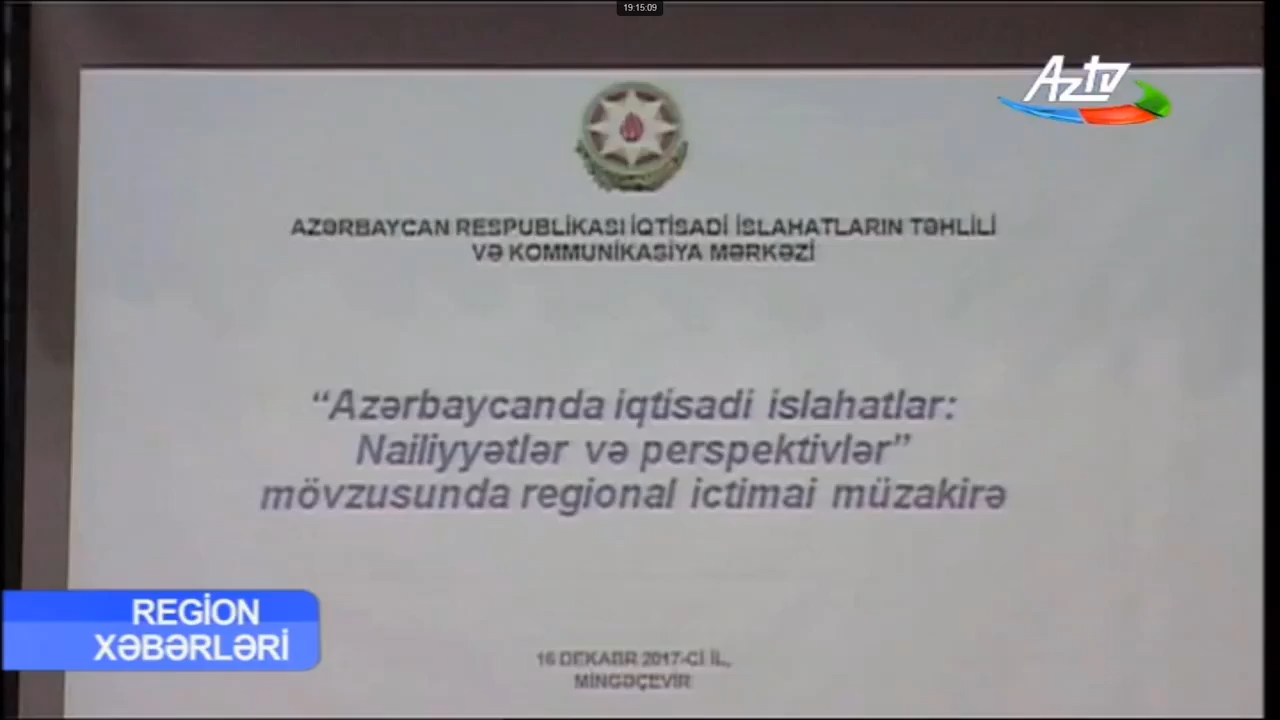 19:15:09
Aztv
AZƏRBAYCAN RESPUBLİKASI İQTİSADİ İSLAHATLARIN TƏHLİLİ
VƏ KOMMUNİKASİYA MƏRKƏZİ
“Azərbaycanda iqtisadi islahatlar:
Nailiyyətlər və perspektivlər”
mövzusunda regional ictimai müzakirə
REGİON
XƏBƏRLƏRİ
16 DEKABR 2017-Cİ İL,
MİNGƏÇEVİR